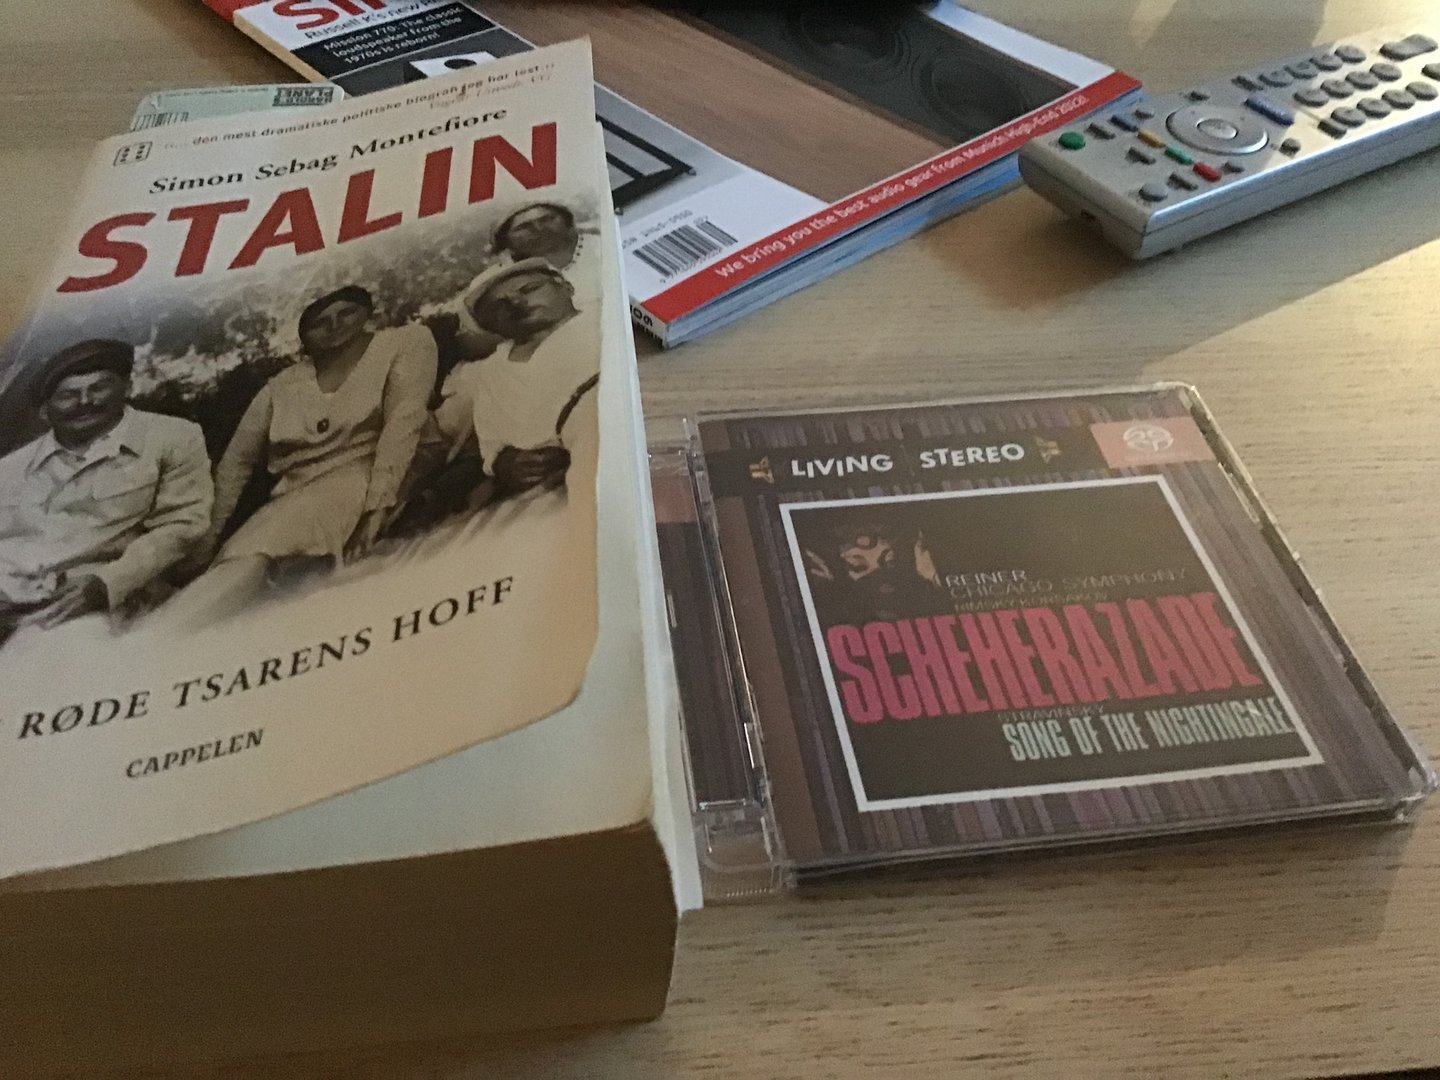 Russell K's new R
Mission 770: The classic
loudspeaker from the
1970s is reborn!
We bring you the best audio gear from Munich High-End 2022!
den mest dramatiske politiske biografi jeg har lest
Simon Sebag Montefiore
STALIN
RØDE TSARENS HOFF
CAPPELEN
LIVING STEREO
REINER
CHICAGO SYMPHONY
RIMSKY-KORSAKOV
SCHEHERAZADE
STRAVINSKY
SONG OF THE NIGHTINGALE